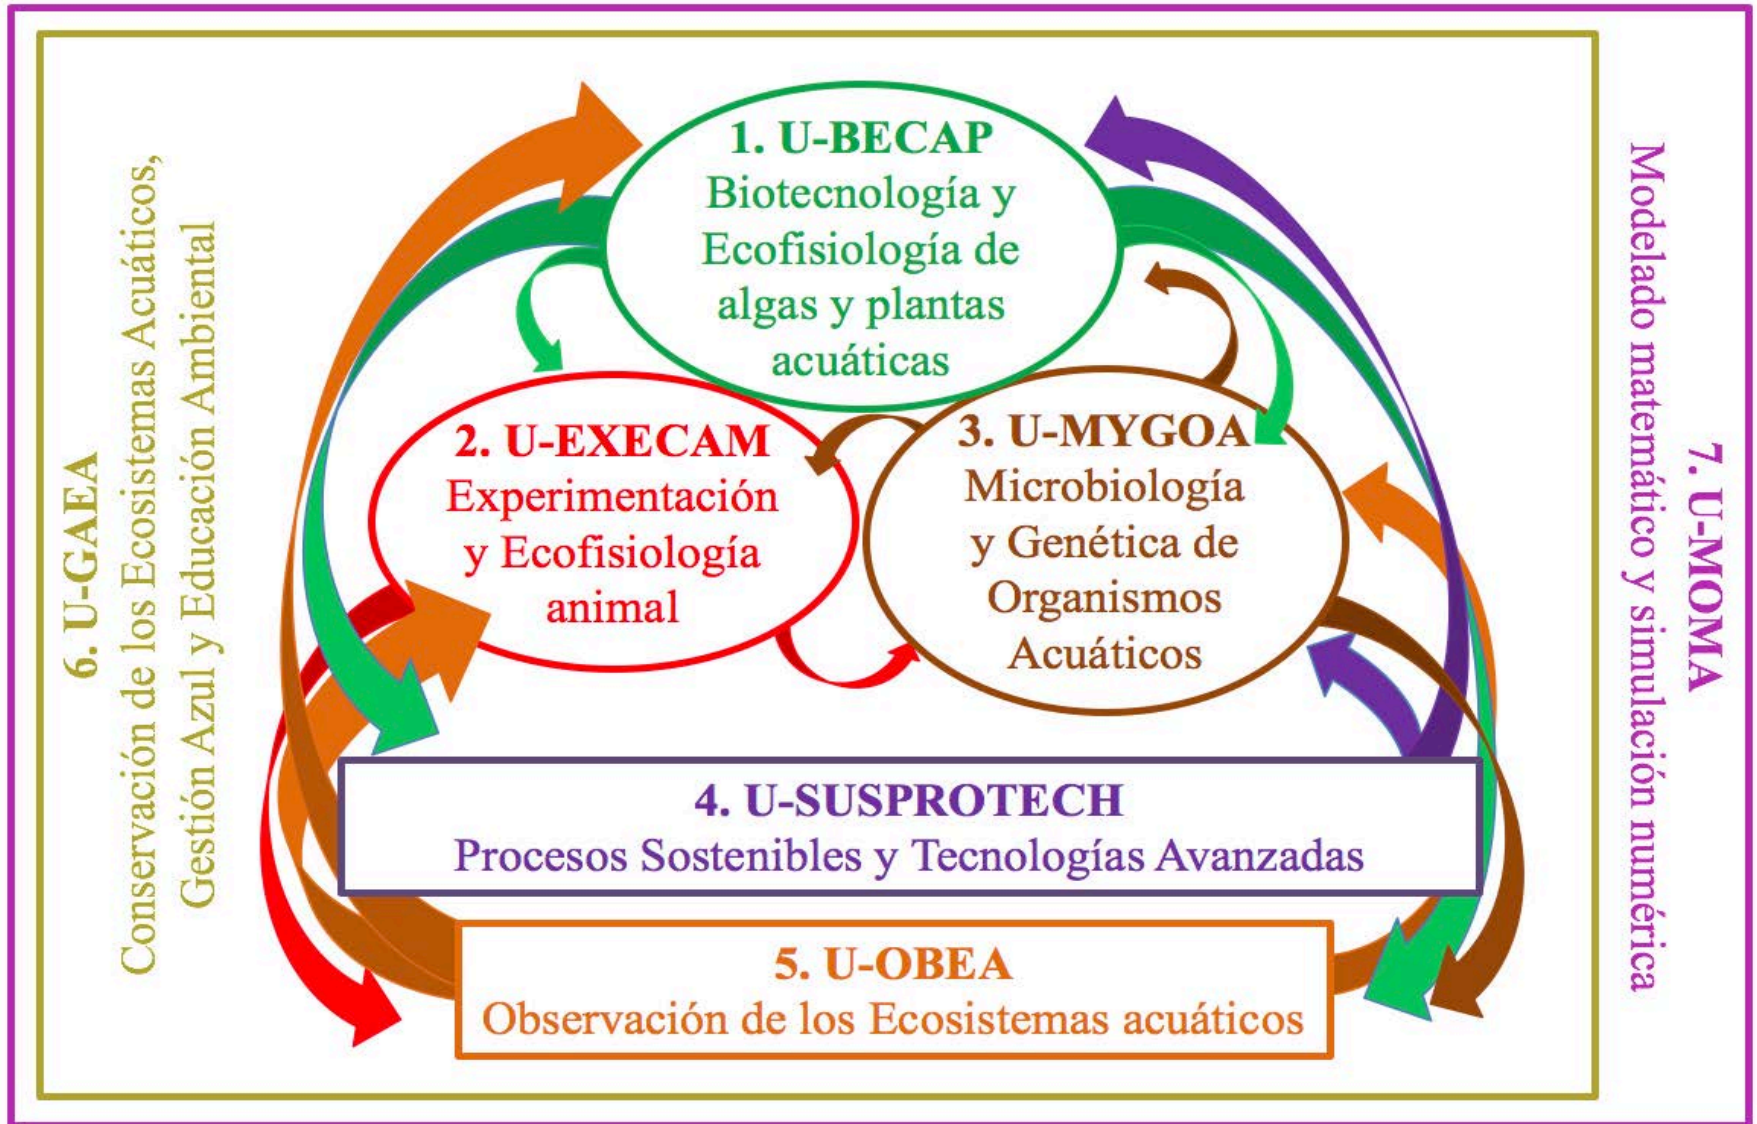 6. U-GAEA
Conservación de los Ecosistemas Acuáticos,
Gestión Azul y Educación Ambiental
1. U-BECAP
Biotecnología y
Ecofisiología de
algas y plantas
acuáticas
2. U-EXECAM
Experimentación
y Ecofisiología
animal
3. U-MYGOA
Microbiología
y Genética de
Organismos
Acuáticos
4. U-SUSPROTECH
Procesos Sostenibles y Tecnologías Avanzadas
5. U-OBEA
Observación de los Ecosistemas acuáticos
7. U-MOMA
Modelado matemático y simulación numérica